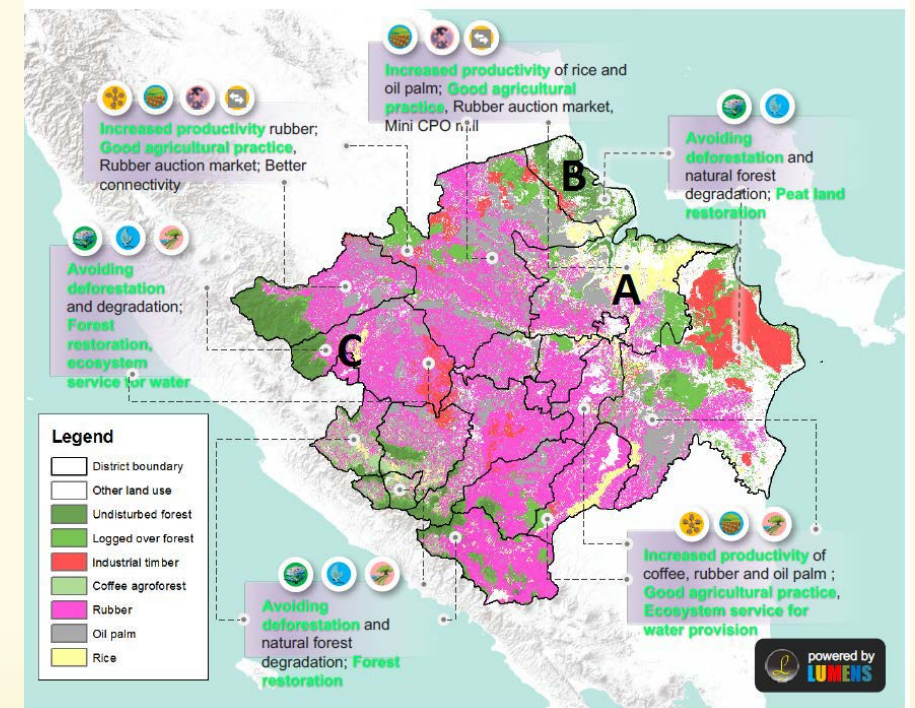 Increased productivity of rice and
oil palm; Good agricultural
practice, Rubber auction market,
Mini CPO mill
Increased productivity rubber;
Good agricultural practice,
Rubber auction market; Better
connectivity
Avoiding
deforestation and
natural forest
degradation; Peat land
restoration
B
A
C
Avoiding
deforestation
and degradation;
Forest
restoration,
ecosystem
service for water
Legend
District boundary
Other land use
Undisturbed forest
Logged over forest
Industrial timber
Coffee agroforest
Rubber
Oil palm
Rice
Avoiding
deforestation and
natural forest
degradation; Forest
restoration
Increased productivity of
coffee, rubber and oil palm ;
Good agricultural practice,
Ecosystem service for
water provision
L
powered by
LUMENS